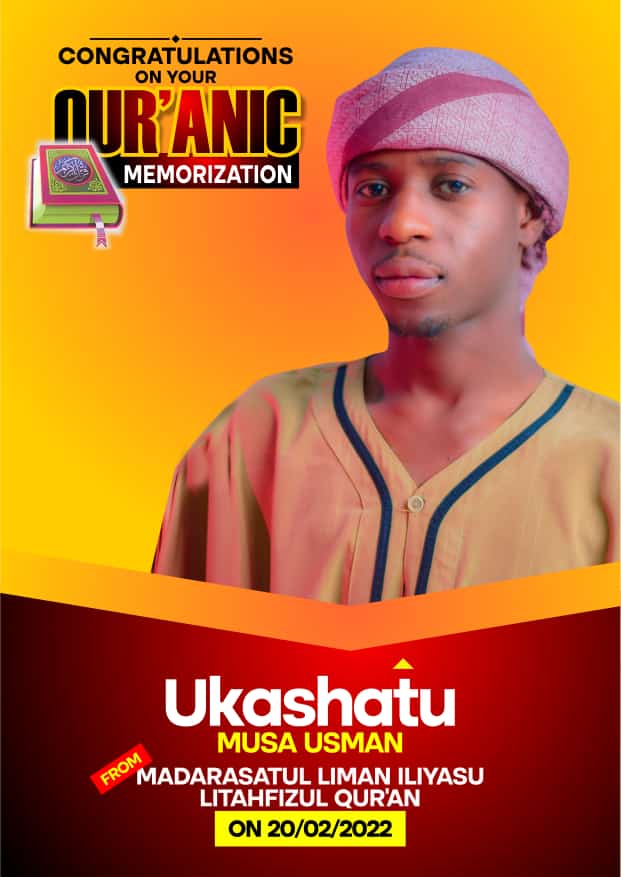 CONGRATULATIONS
ON YOUR
QUR'ANIC
MEMORIZATION
Ukashatu
MUSA USMAN
FROM
MADARASATUL LIMAN ILIYASU
LITAHFIZUL QUR'AN
ON 20/02/2022